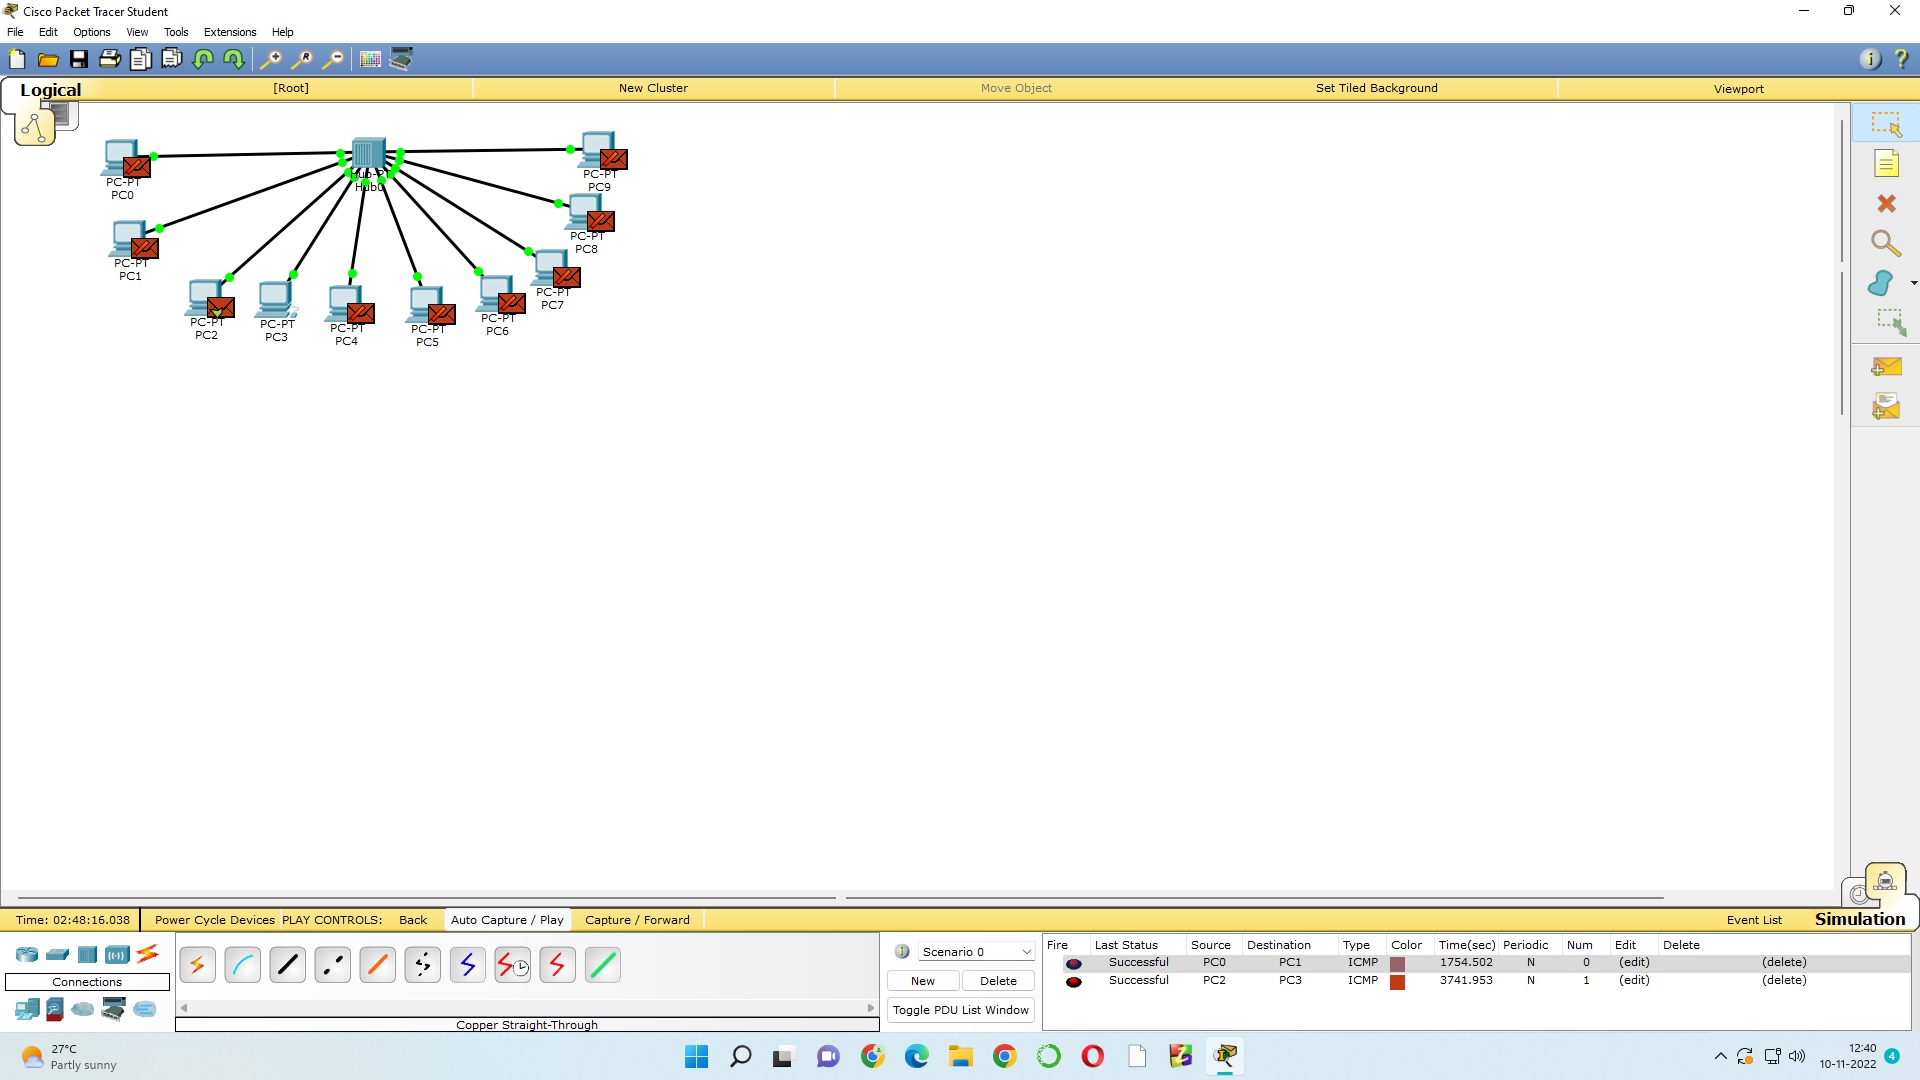 Cisco Packet Tracer Student
File Edit Options View Tools Extensions Help
Logical [Root] New Cluster Move Object Set Tiled Background Viewport
PC-PT
PC0
Hub-PT
Hub0
PC-PT
PC9
PC-PT
PC8
PC-PT
PC1
PC-PT
PC7
PC-PT
PC2
PC-PT
PC3
PC-PT
PC4
PC-PT
PC5
PC-PT
PC6
Time: 02:48:16.038 Power Cycle Devices PLAY CONTROLS: Back Auto Capture / Play Capture / Forward Event List Simulation
Connections
Copper Straight-Through
Scenario 0
New Delete
Toggle PDU List Window
Fire Last Status Source Destination Type Color Time(sec) Periodic Num Edit Delete
Successful PC0 PC1 ICMP 1754.502 N 0 (edit) (delete)
Successful PC2 PC3 ICMP 3741.953 N 1 (edit) (delete)
27°C
Partly sunny
12:40
10-11-2022
4